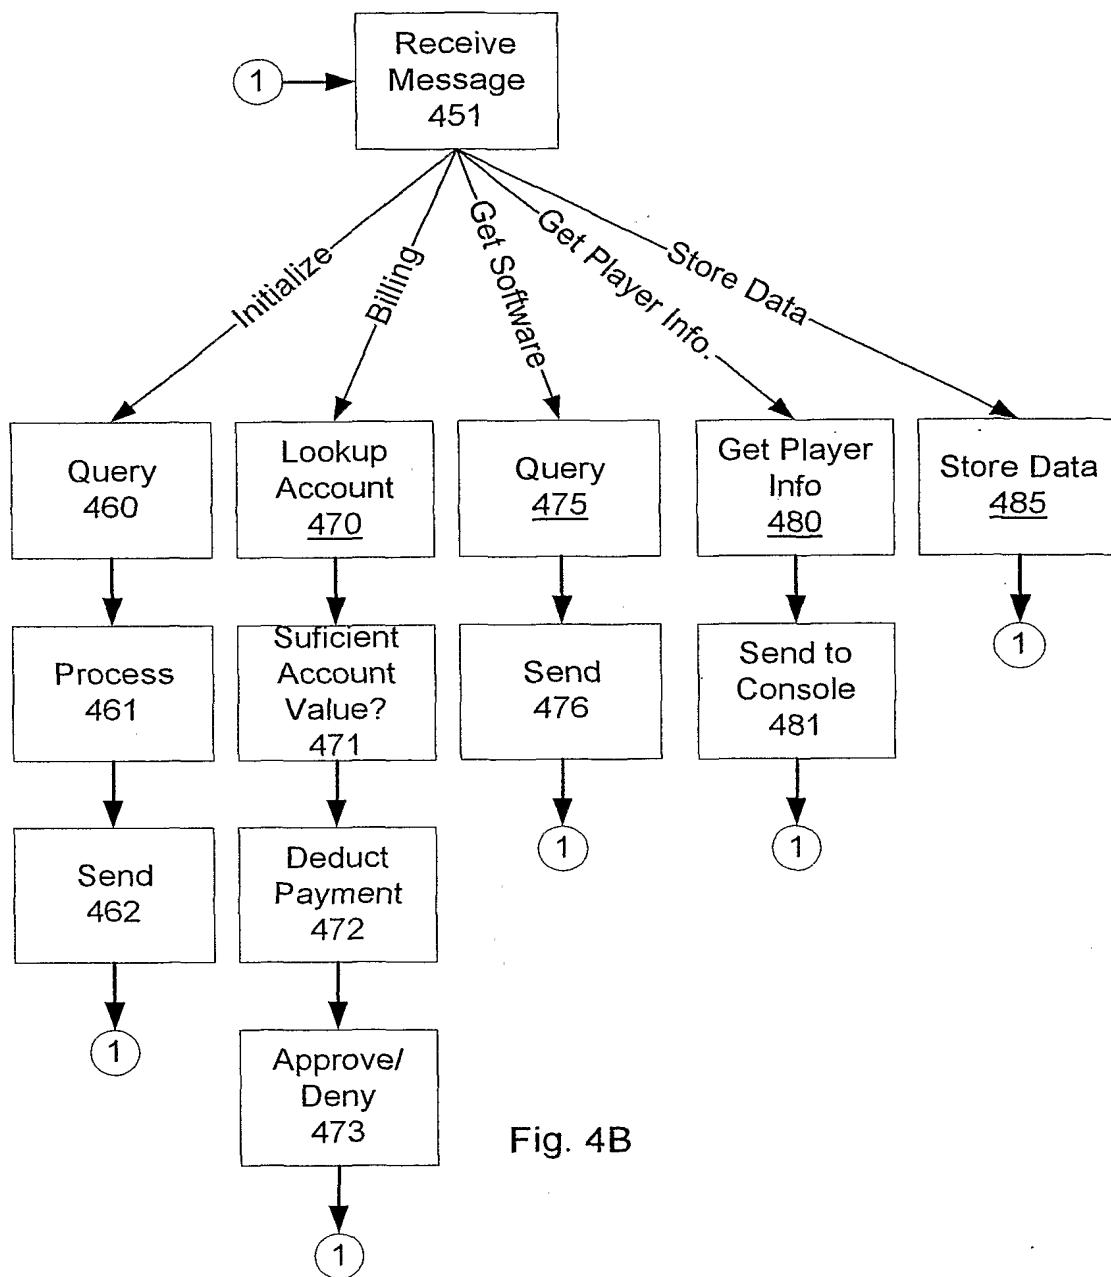 Receive
Message
451
1
Initialize
Billing
Get Software
Get Player Info.
Store Data
Query
460
Lookup
Account
470
Query
475
Get Player
Info
480
Store Data
485
Process
461
Suficient
Account
Value?
471
Send
476
Send to
Console
481
1
Send
462
Deduct
Payment
472
1
1
1
Approve/
Deny
473
Fig. 4B
1